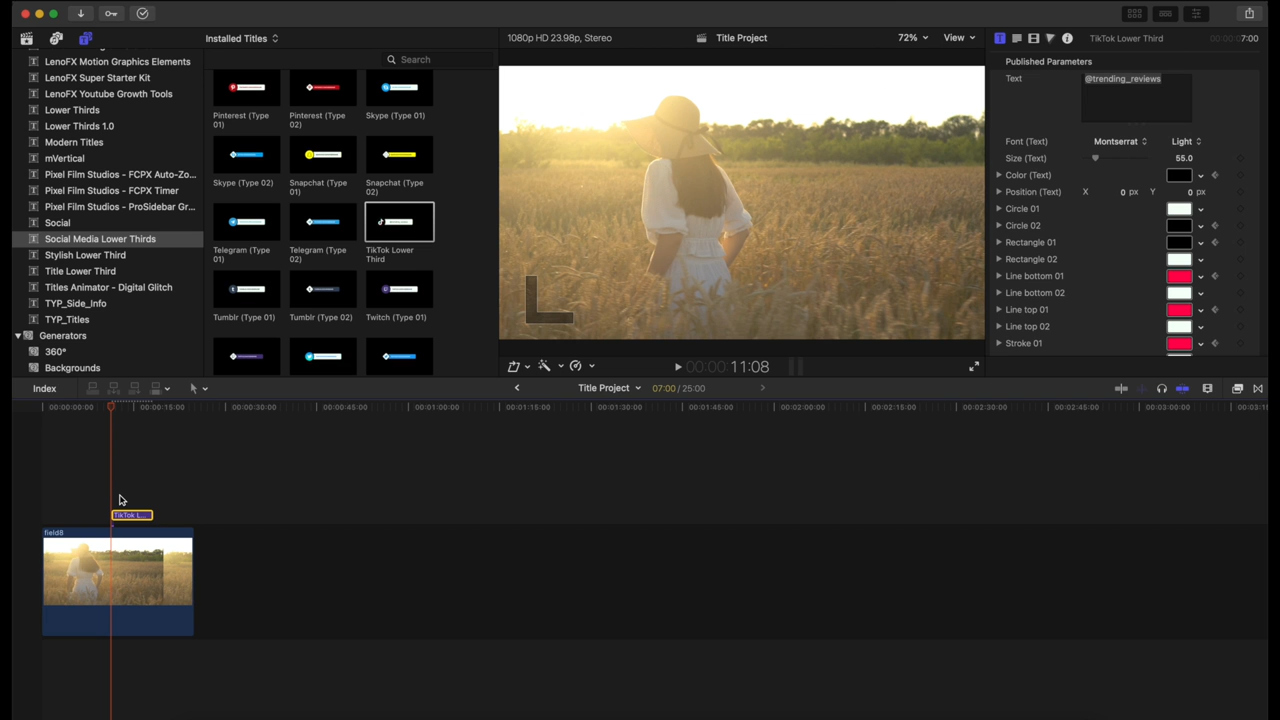 Installed Titles
1080p HD 23.98p, Stereo
Title Project
72%
View
TikTok Lower Third
00:00:07:00
LenoFX Motion Graphics Elements
LenoFX Super Starter Kit
LenoFX Youtube Growth Tools
Lower Thirds
Lower Thirds 1.0
Modern Titles
mVertical
Pixel Film Studios - FCPX Auto-Zo...
Pixel Film Studios - FCPX Timer
Pixel Film Studios - ProSidebar Gr...
Social
Social Media Lower Thirds
Stylish Lower Third
Title Lower Third
Titles Animator - Digital Glitch
TYP_Side_Info
TYP_Titles
Generators
360°
Backgrounds
Search
Pinterest (Type 01)
Pinterest (Type 02)
Skype (Type 01)
Skype (Type 02)
Snapchat (Type 01)
Snapchat (Type 02)
Telegram (Type 01)
Telegram (Type 02)
TikTok Lower Third
Tumblr (Type 01)
Tumblr (Type 02)
Twitch (Type 01)
Published Parameters
Text
@trending_reviews
Font (Text)
Montserrat
Light
Size (Text)
55.0
Color (Text)
Position (Text)
X
0 px
Y
0 px
Circle 01
Circle 02
Rectangle 01
Rectangle 02
Line bottom 01
Line bottom 02
Line top 01
Line top 02
Stroke 01
00:00:11:08
Index
Title Project
07:00 / 25:00
00:00:00:00
00:00:15:00
00:00:30:00
00:00:45:00
00:01:00:00
00:01:15:00
00:01:30:00
00:01:45:00
00:02:00:00
00:02:15:00
00:02:30:00
00:02:45:00
00:03:00:00
TikTok L...
field8